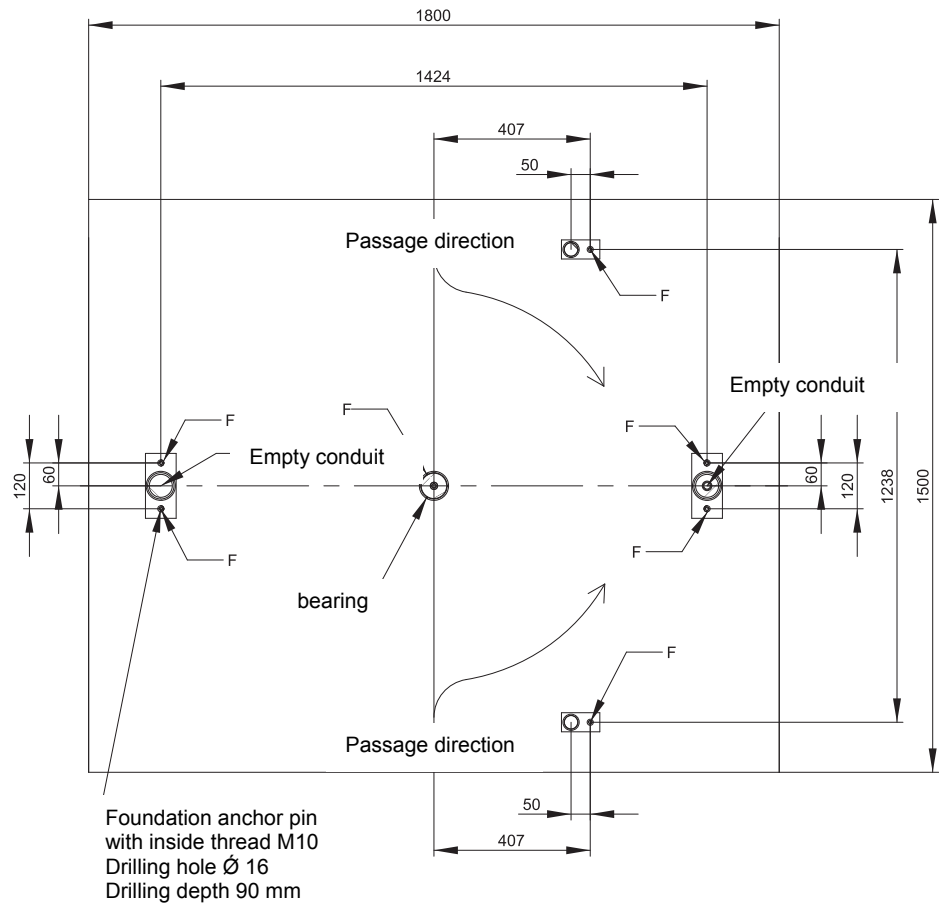 1800
1424
407
50
Passage direction
F
Empty conduit
F
F
F
Empty conduit
120
60
60
120
1238
1500
F
F
bearing
F
Passage direction
50
407
Foundation anchor pin
with inside thread M10
Drilling hole Ø 16
Drilling depth 90 mm